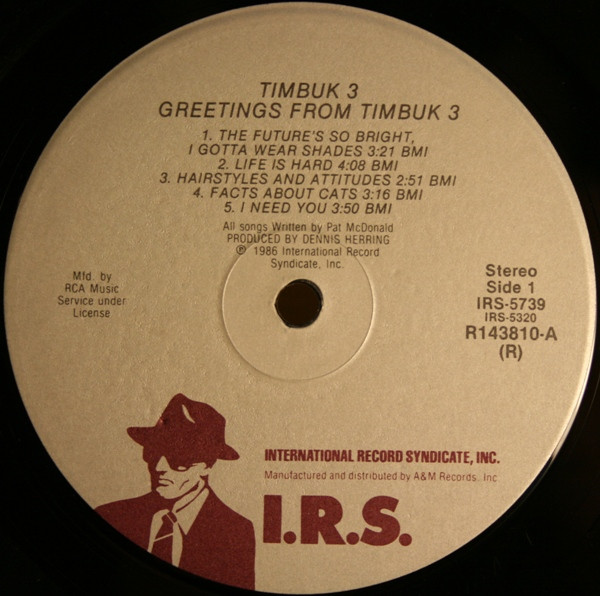 TIMBUK 3
GREETINGS FROM TIMBUK 3
1. THE FUTURE'S SO BRIGHT,
I GOTTA WEAR SHADES 3:21 BMI
2. LIFE IS HARD 4:08 BMI
3. HAIRSTYLES AND ATTITUDES 2:51 BMI
4. FACTS ABOUT CATS 3:16 BMI
5. I NEED YOU 3:50 BMI
All songs Written by Pat McDonald
PRODUCED BY DENNIS HERRING
℗ 1986 International Record
Syndicate, Inc.
Mfd. by
RCA Music
Service under
License
Stereo
Side 1
IRS-5739
IRS-5320
R143810-A
(R)
INTERNATIONAL RECORD SYNDICATE, INC.
Manufactured and distributed by A&M Records, Inc
I.R.S.